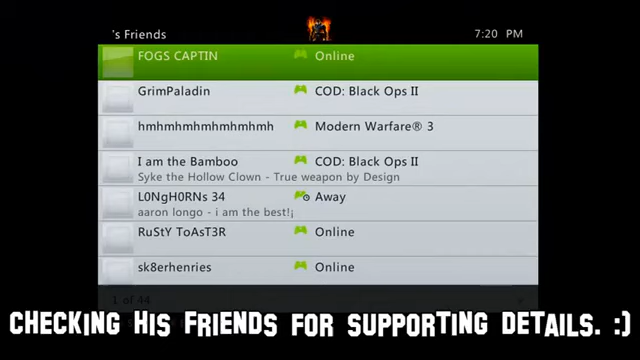 's Friends
7:20 PM
FOGS CAPTIN Online
GrimPaladin COD: Black Ops II
hmhmhmhmhmhmhmh Modern Warfare® 3
I am the Bamboo COD: Black Ops II
Syke the Hollow Clown - True weapon by Design
L0NgH0RNs 34 Away
aaron longo - i am the best!¡
RuStY ToAsT3R Online
sk8erhenries Online
1 of 44
CHECKING HIS FRIENDS FOR SUPPORTING DETAILS. :)